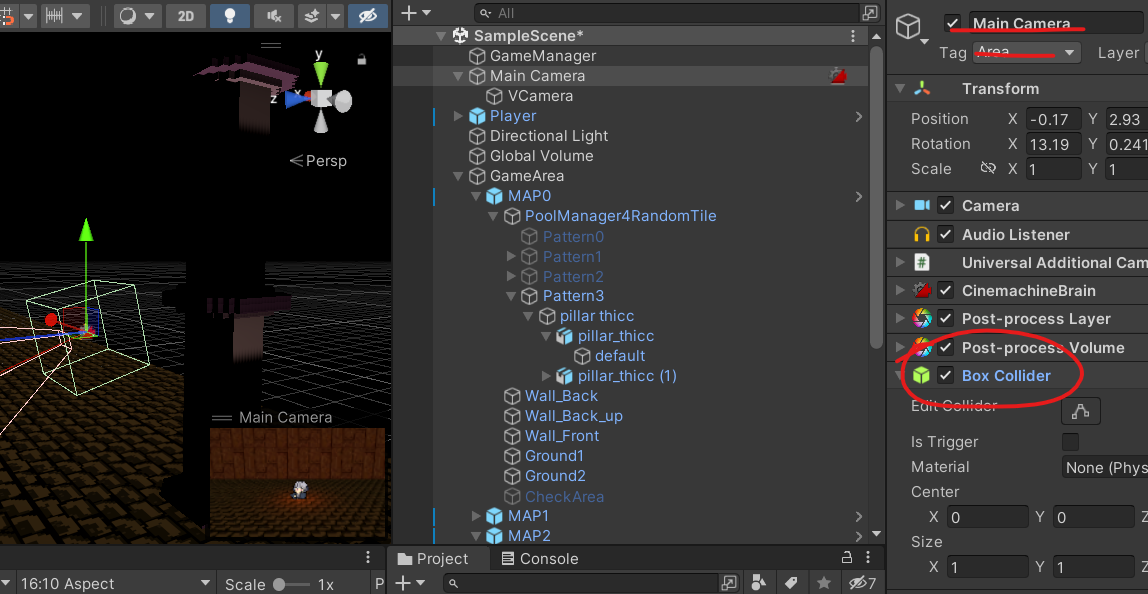 2D
All
SampleScene*
GameManager
Main Camera
VCamera
Player
Directional Light
Global Volume
GameArea
MAP0
PoolManager4RandomTile
Pattern0
Pattern1
Pattern2
Pattern3
pillar thicc
pillar_thicc
default
pillar_thicc (1)
Wall_Back
Wall_Back_up
Wall_Front
Ground1
Ground2
CheckArea
MAP1
MAP2
y
x
z
Persp
Main Camera
16:10 Aspect
Scale
1x
P
Project
Console
7
Main Camera
Tag Area Layer
Transform
Position X -0.17 Y 2.93
Rotation X 13.19 Y 0.241
Scale X 1 Y 1
Camera
Audio Listener
Universal Additional Cam
CinemachineBrain
Post-process Layer
Post-process Volume
Box Collider
Edit Collider
Is Trigger
Material None (Phys
Center
X 0 Y 0 Z
Size
X 1 Y 1 Z